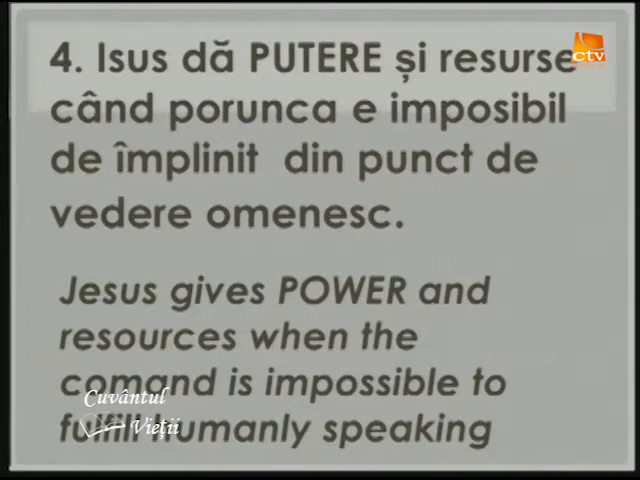 4. Isus dă PUTERE și resurse
ctv
când porunca e imposibil
de împlinit din punct de
vedere omenesc.
Jesus gives POWER and
resources when the
comand is impossible to
Cuvântul
fulfill humanly speaking
Vieții